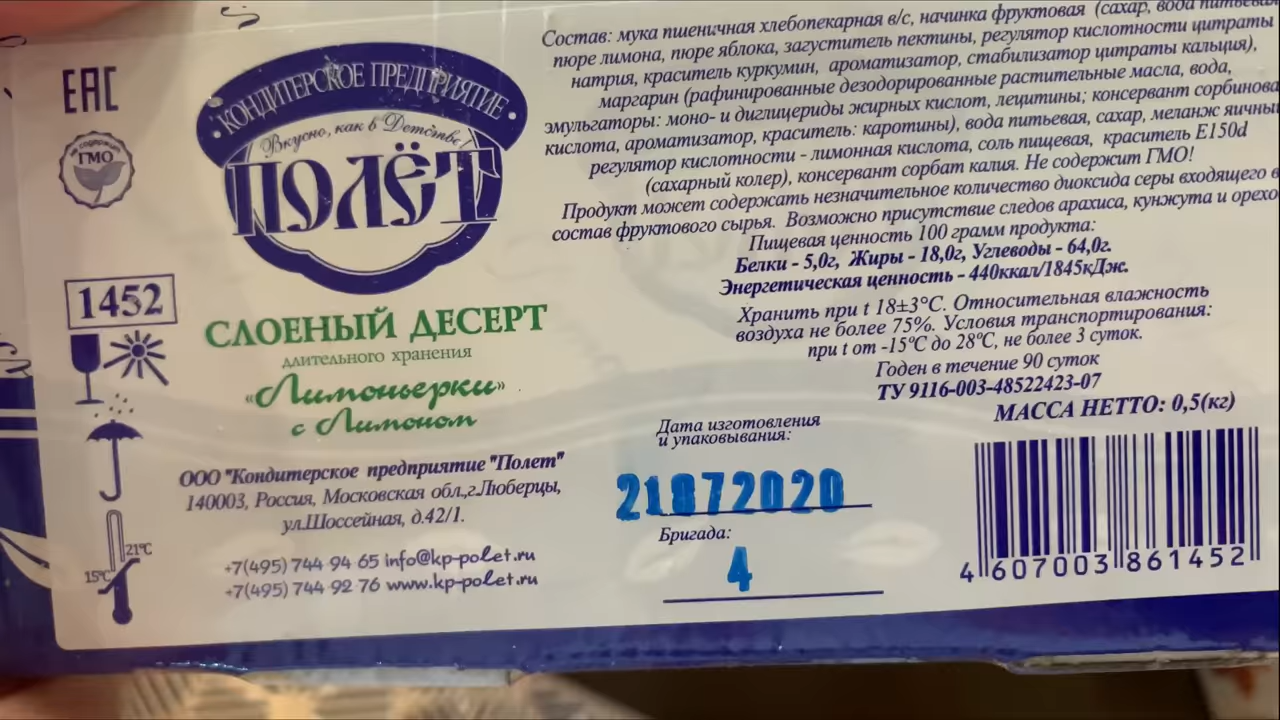 Состав: мука пшеничная хлебопекарная в/с, начинка фруктовая (сахар, вода питьевая
пюре лимона, пюре яблока, загуститель пектины, регулятор кислотности цитраты
натрия, краситель куркумин, ароматизатор, стабилизатор цитраты кальция),
маргарин (рафинированные дезодорированные растительные масла, вода,
эмульгаторы: моно- и диглицериды жирных кислот, лецитины; консервант сорбинова
кислота, ароматизатор, краситель: каротины), вода питьевая, сахар, меланж яичны
регулятор кислотности - лимонная кислота, соль пищевая, краситель Е150d
(сахарный колер), консервант сорбат калия. Не содержит ГМО!
Продукт может содержать незначительное количество диоксида серы входящего в
состав фруктового сырья. Возможно присутствие следов арахиса, кунжута и орехо
Пищевая ценность 100 грамм продукта:
Белки - 5,0г, Жиры - 18,0г, Углеводы - 64,0г.
Энергетическая ценность - 440ккал/1845кДж.
Хранить при t 18±3°С. Относительная влажность
воздуха не более 75%. Условия транспортирования:
при t от -15°С до 28°С, не более 3 суток.
Годен в течение 90 суток
ТУ 9116-003-48522423-07
МАССА НЕТТО: 0,5(кг)
EAC
не содержит
ГМО
КОНДИТЕРСКОЕ ПРЕДПРИЯТИЕ
Вкусно, как в Детстве!
ПОЛЁТ
1452
СЛОЕНЫЙ ДЕСЕРТ
длительного хранения
«Лимоньерки»
с Лимоном
ООО "Кондитерское предприятие "Полет"
140003, Россия, Московская обл.,г.Люберцы,
ул.Шоссейная, д.42/1.
+7(495) 744 94 65 info@kp-polet.ru
+7(495) 744 92 76 www.kp-polet.ru
21°C
15°C
Дата изготовления
и упаковывания:
21072020
Бригада:
4
4 607003 861452